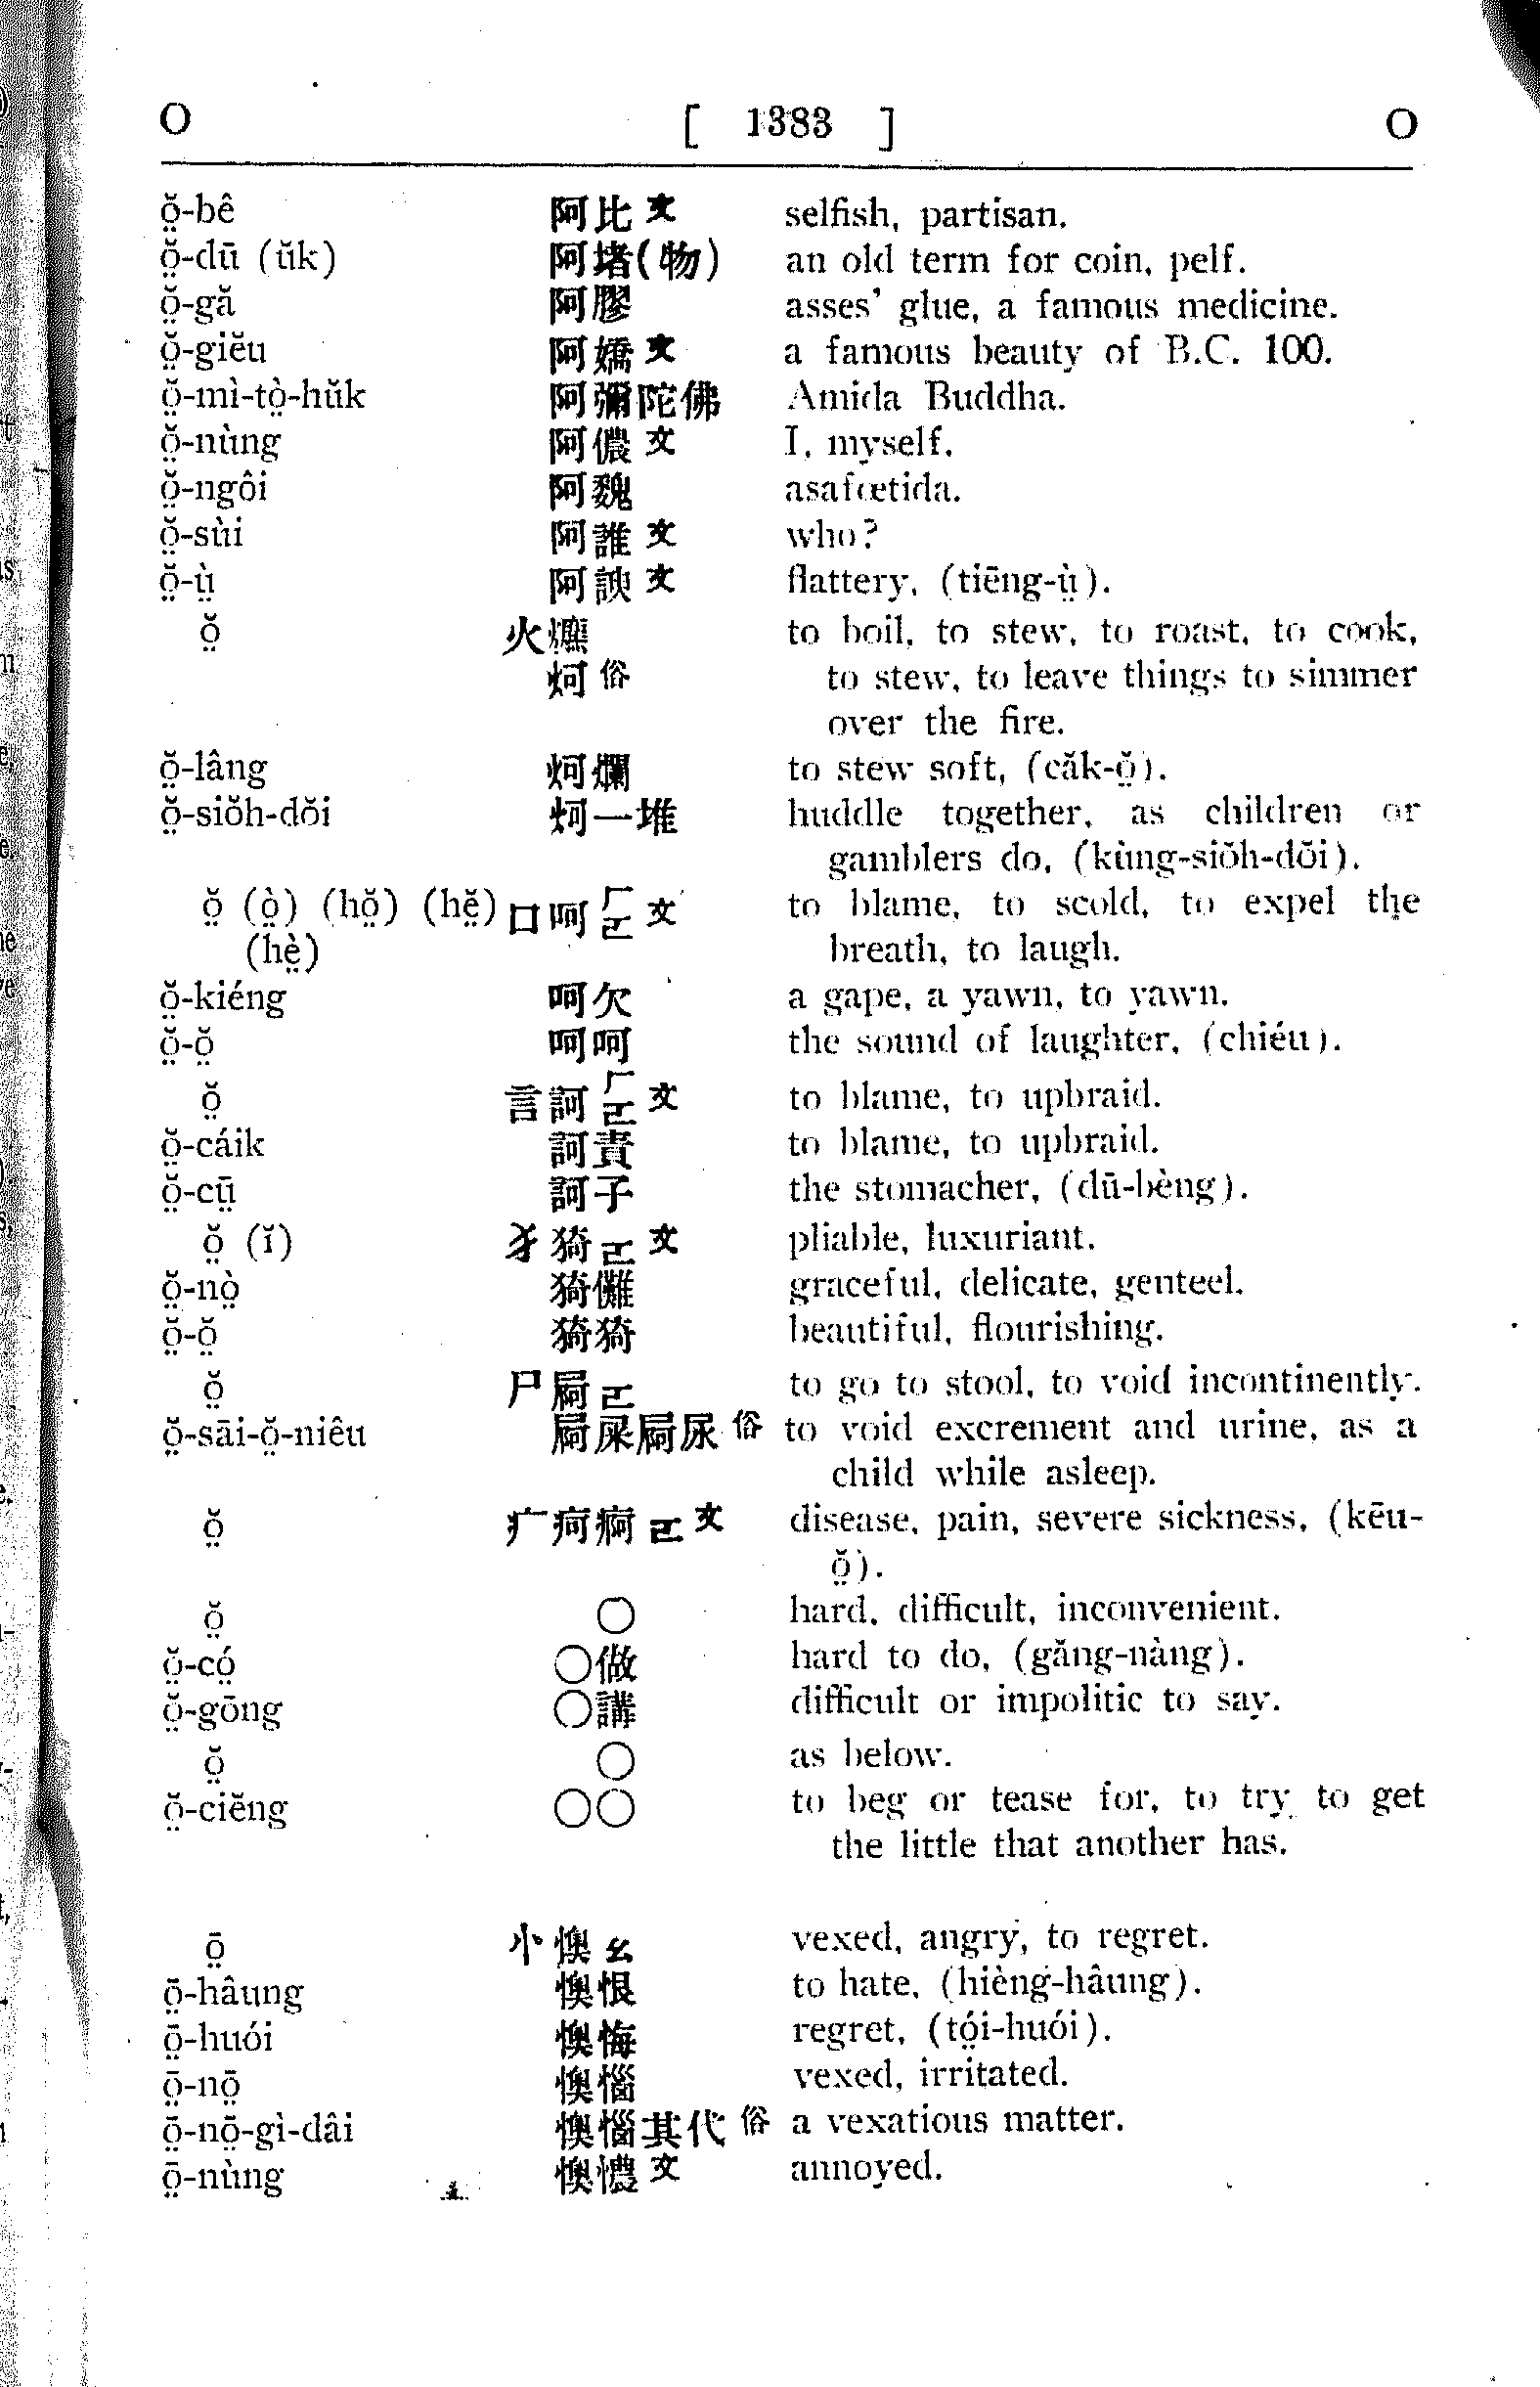 O [ 1383 ] O
ŏ̤-bê 阿比文 selfish, partisan.
ŏ̤-dū (ŭk) 阿堵(物) an old term for coin, pelf.
ŏ̤-gă 阿膠 asses' glue, a famous medicine.
ŏ̤-giĕu 阿嬌文 a famous beauty of B.C. 100.
ŏ̤-mì-tò̤-hŭk 阿彌陀佛 Amida Buddha.
ŏ̤-nùng 阿儂文 I, myself.
ŏ̤-ngôi 阿魏 asafœtida.
ŏ̤-sùi 阿誰文 who?
ŏ̤-ṳ̀ 阿諛文 flattery, (tiēng-ṳ̀).
ŏ̤ 火爊 to boil, to stew, to roast, to cook,
炣俗 to stew, to leave things to simmer
over the fire.
ŏ̤-lâng 炣爛 to stew soft, (căk-ŏ̤).
ŏ̤-siŏh-dŏi 炣一堆 huddle together, as children or
gamblers do, (kùng-siŏh-dŏi).
ŏ̤ (ò̤) (hŏ̤) (hĕ̤) 口呵ㄏㄛ文 to blame, to scold, to expel the
(hè̤) breath, to laugh.
ŏ̤-kiéng 呵欠 a gape, a yawn, to yawn.
ŏ̤-ŏ̤ 呵呵 the sound of laughter, (chiéu).
ŏ̤ 言訶ㄏㄛ文 to blame, to upbraid.
ŏ̤-cáik 訶責 to blame, to upbraid.
ŏ̤-cṳ̄ 訶子 the stomacher, (dū-bèng).
ŏ̤ (ĭ) 犭猗ㄛ文 pliable, luxuriant.
ŏ̤-nò̤ 猗儺 graceful, delicate, genteel.
ŏ̤-ŏ̤ 猗猗 beautiful, flourishing.
ŏ̤ 尸屙ㄛ to go to stool, to void incontinently.
ŏ̤-sāi-ŏ̤-niêu 屙屎屙尿俗 to void excrement and urine, as a
child while asleep.
ŏ̤ 疒疴痾ㄛ文 disease, pain, severe sickness, (kēu-
ŏ̤).
ŏ̤ ○ hard, difficult, inconvenient.
ŏ̤-có̤ ○做 hard to do, (găng-nàng).
ŏ̤-gōng ○講 difficult or impolitic to say.
ŏ̤ ○ as below.
ŏ̤-ciĕng ○○ to beg or tease for, to try to get
the little that another has.
ō̤ 忄懊ㄠ vexed, angry, to regret.
ō̤-hâung 懊恨 to hate, (hièng-hâung).
ō̤-huói 懊悔 regret, (tó̤i-huói).
ō̤-nō̤ 懊惱 vexed, irritated.
ō̤-nō̤-gì-dâi 懊惱其代俗 a vexatious matter.
ō̤-nùng 懊憹文 annoyed.